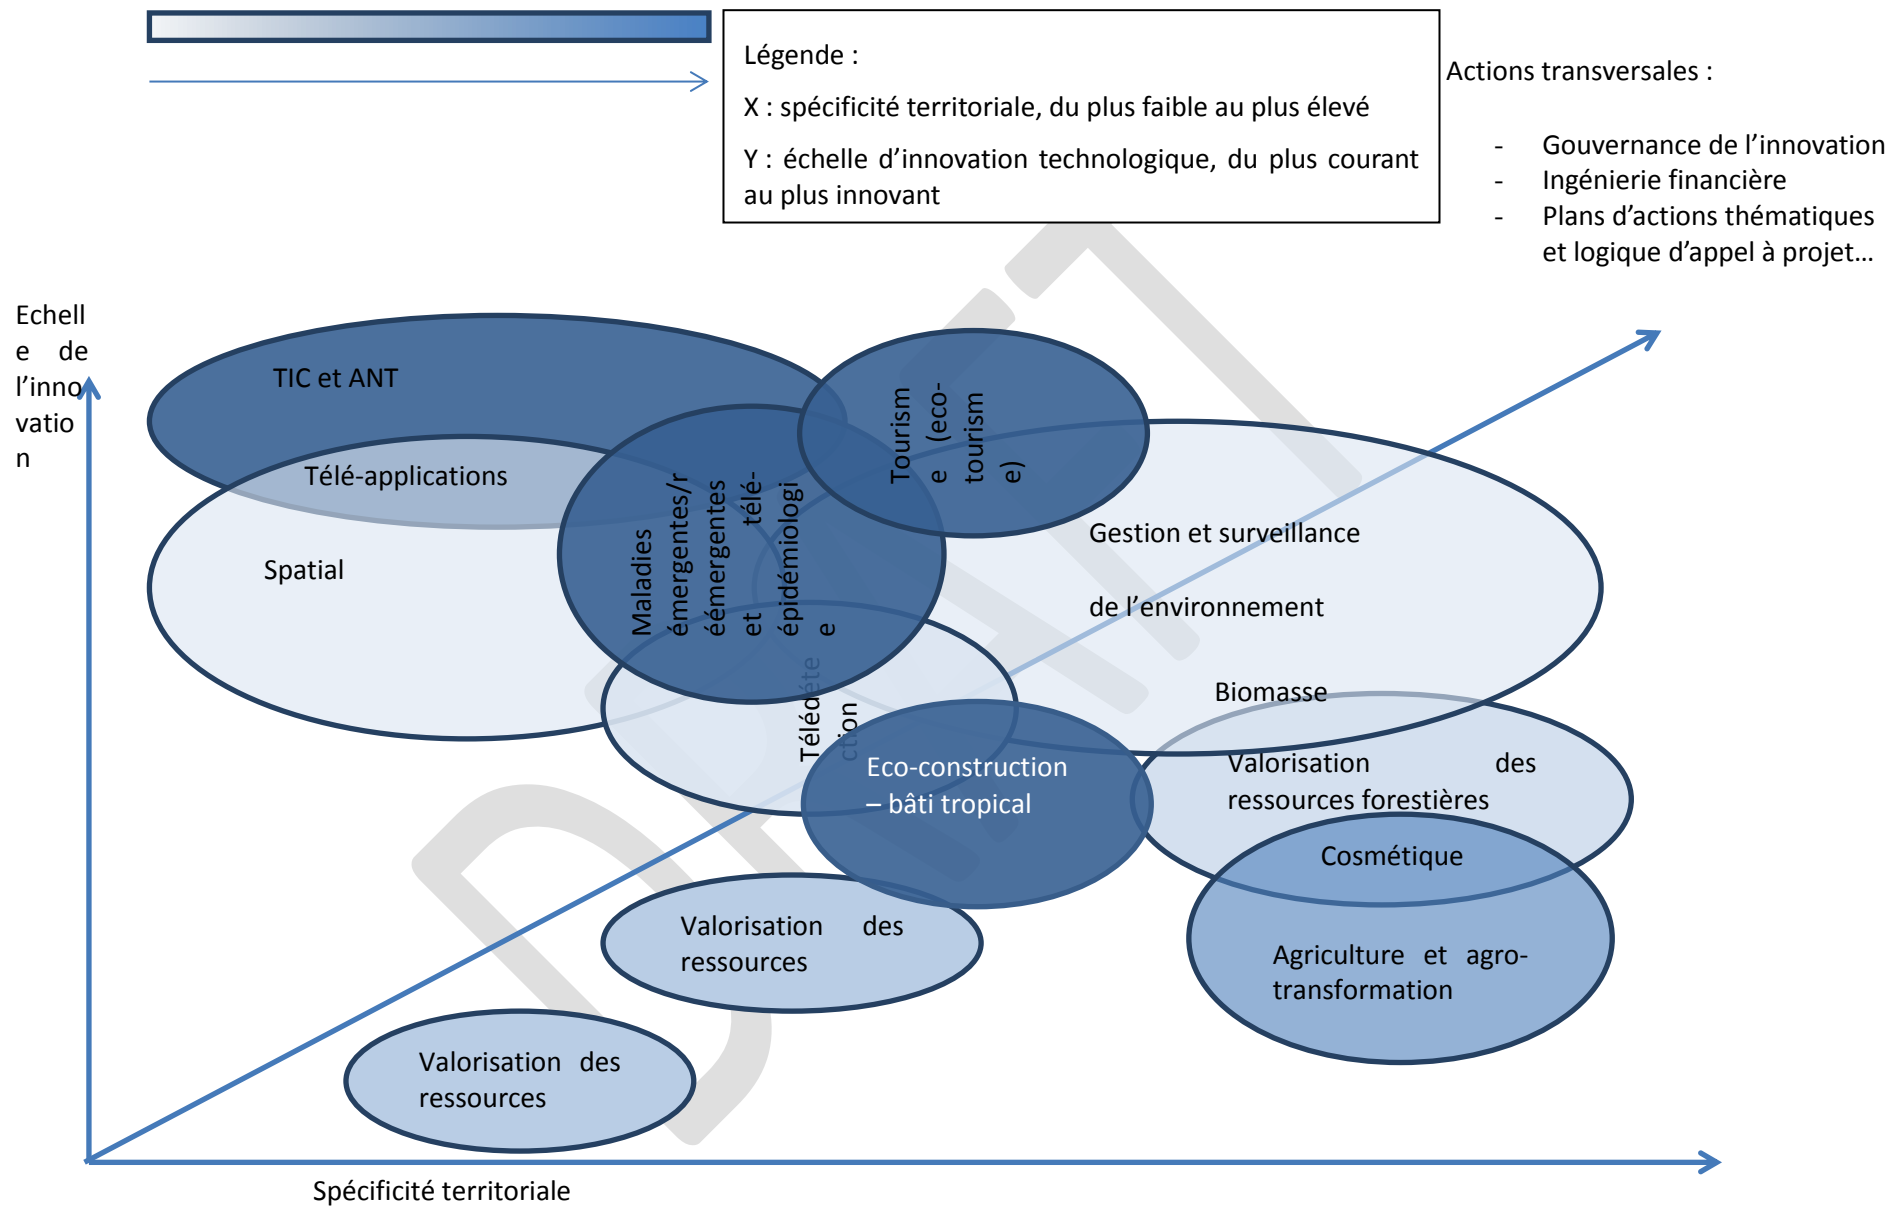 Légende :
X : spécificité territoriale, du plus faible au plus élevé
Y : échelle d’innovation technologique, du plus courant
au plus innovant
Actions transversales :
- Gouvernance de l’innovation
- Ingénierie financière
- Plans d’actions thématiques
et logique d’appel à projet…
Echell
e de
l’inno
vatio
n
TIC et ANT
Télé-applications
Spatial
Maladies
émergentes/r
éémergentes
et télé-
épidémiologi
e
Tourism
e (eco-
tourism
e)
Gestion et surveillance
de l’environnement
Biomasse
Télédéte
ction
Eco-construction
– bâti tropical
Valorisation des
ressources forestières
Cosmétique
Agriculture et agro-
transformation
Valorisation des
ressources
Valorisation des
ressources
Spécificité territoriale
DRAFT